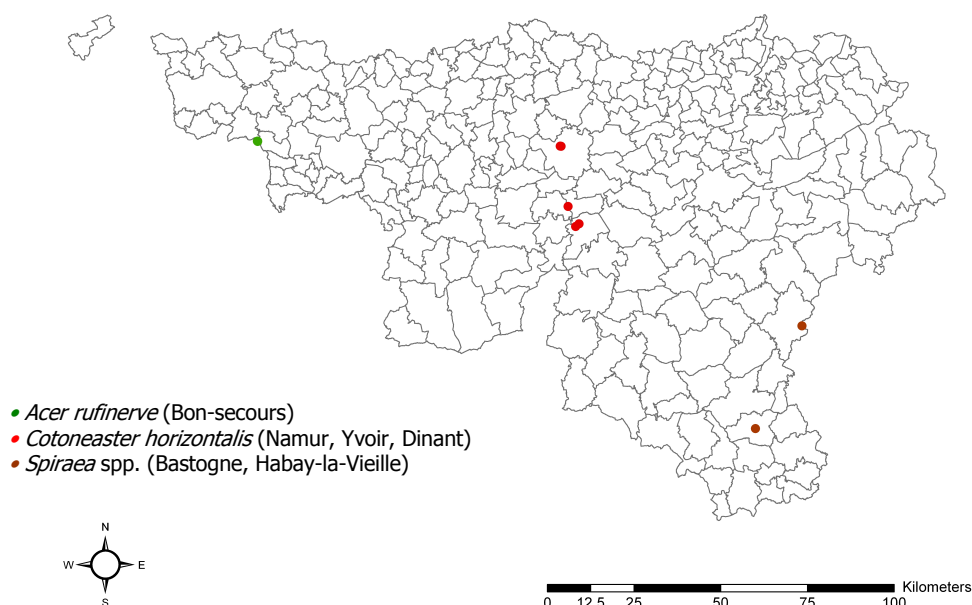 Acer rufinerve (Bon-secours)
Cotoneaster horizontalis (Namur, Yvoir, Dinant)
Spiraea spp. (Bastogne, Habay-la-Vieille)
N
W E
S
Kilometers
0 12,5 25 50 75 100